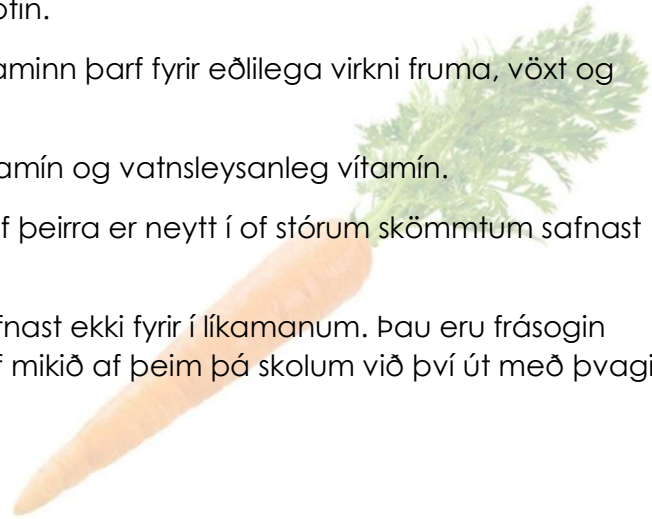 otin.
aminn þarf fyrir eðlilega virkni fruma, vöxt og
amín og vatnsleysanleg vítamín.
f þeirra er neytt í of stórum skömmtum safnast
fnast ekki fyrir í líkamanum. Þau eru frásogin
f mikið af þeim þá skolum við því út með þvagi